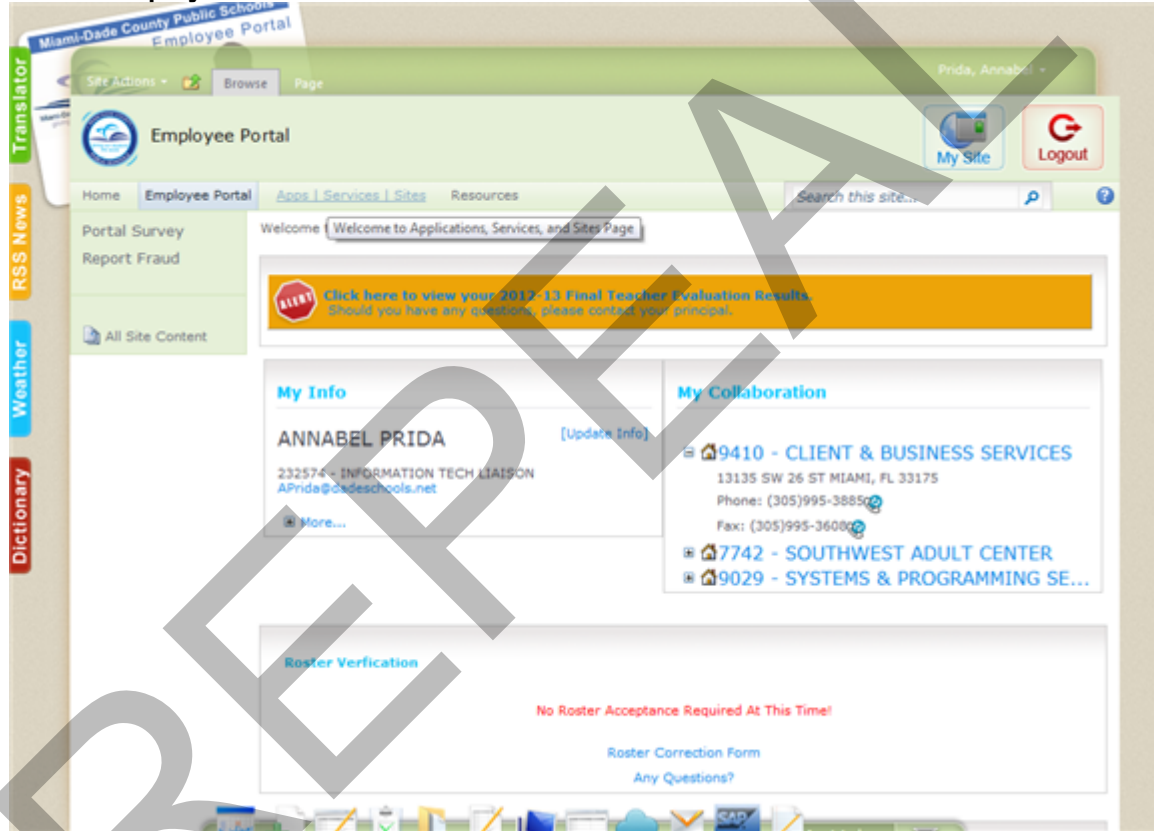 Miami-Dade County Public Schools
Employee Portal
Translator
RSS News
Weather
Dictionary
Site Actions
Browse
Page
Prida, Annabel
Employee Portal
My Site
Logout
Home
Employee Portal
Apps | Services | Sites
Resources
Search this site...
Portal Survey
Report Fraud
All Site Content
Welcome
Welcome to Applications, Services, and Sites Page
ALERT
Click here to view your 2012-13 Final Teacher Evaluation Results.
Should you have any questions, please contact your principal.
My Info
ANNABEL PRIDA
[Update Info]
232574 - INFORMATION TECH LIAISON
APrida@dadeschools.net
More...
My Collaboration
9410 - CLIENT & BUSINESS SERVICES
13135 SW 26 ST MIAMI, FL 33175
Phone: (305)995-3885
Fax: (305)995-3608
7742 - SOUTHWEST ADULT CENTER
9029 - SYSTEMS & PROGRAMMING SE...
Roster Verfication
No Roster Acceptance Required At This Time!
Roster Correction Form
Any Questions?
SAP
REPEAL